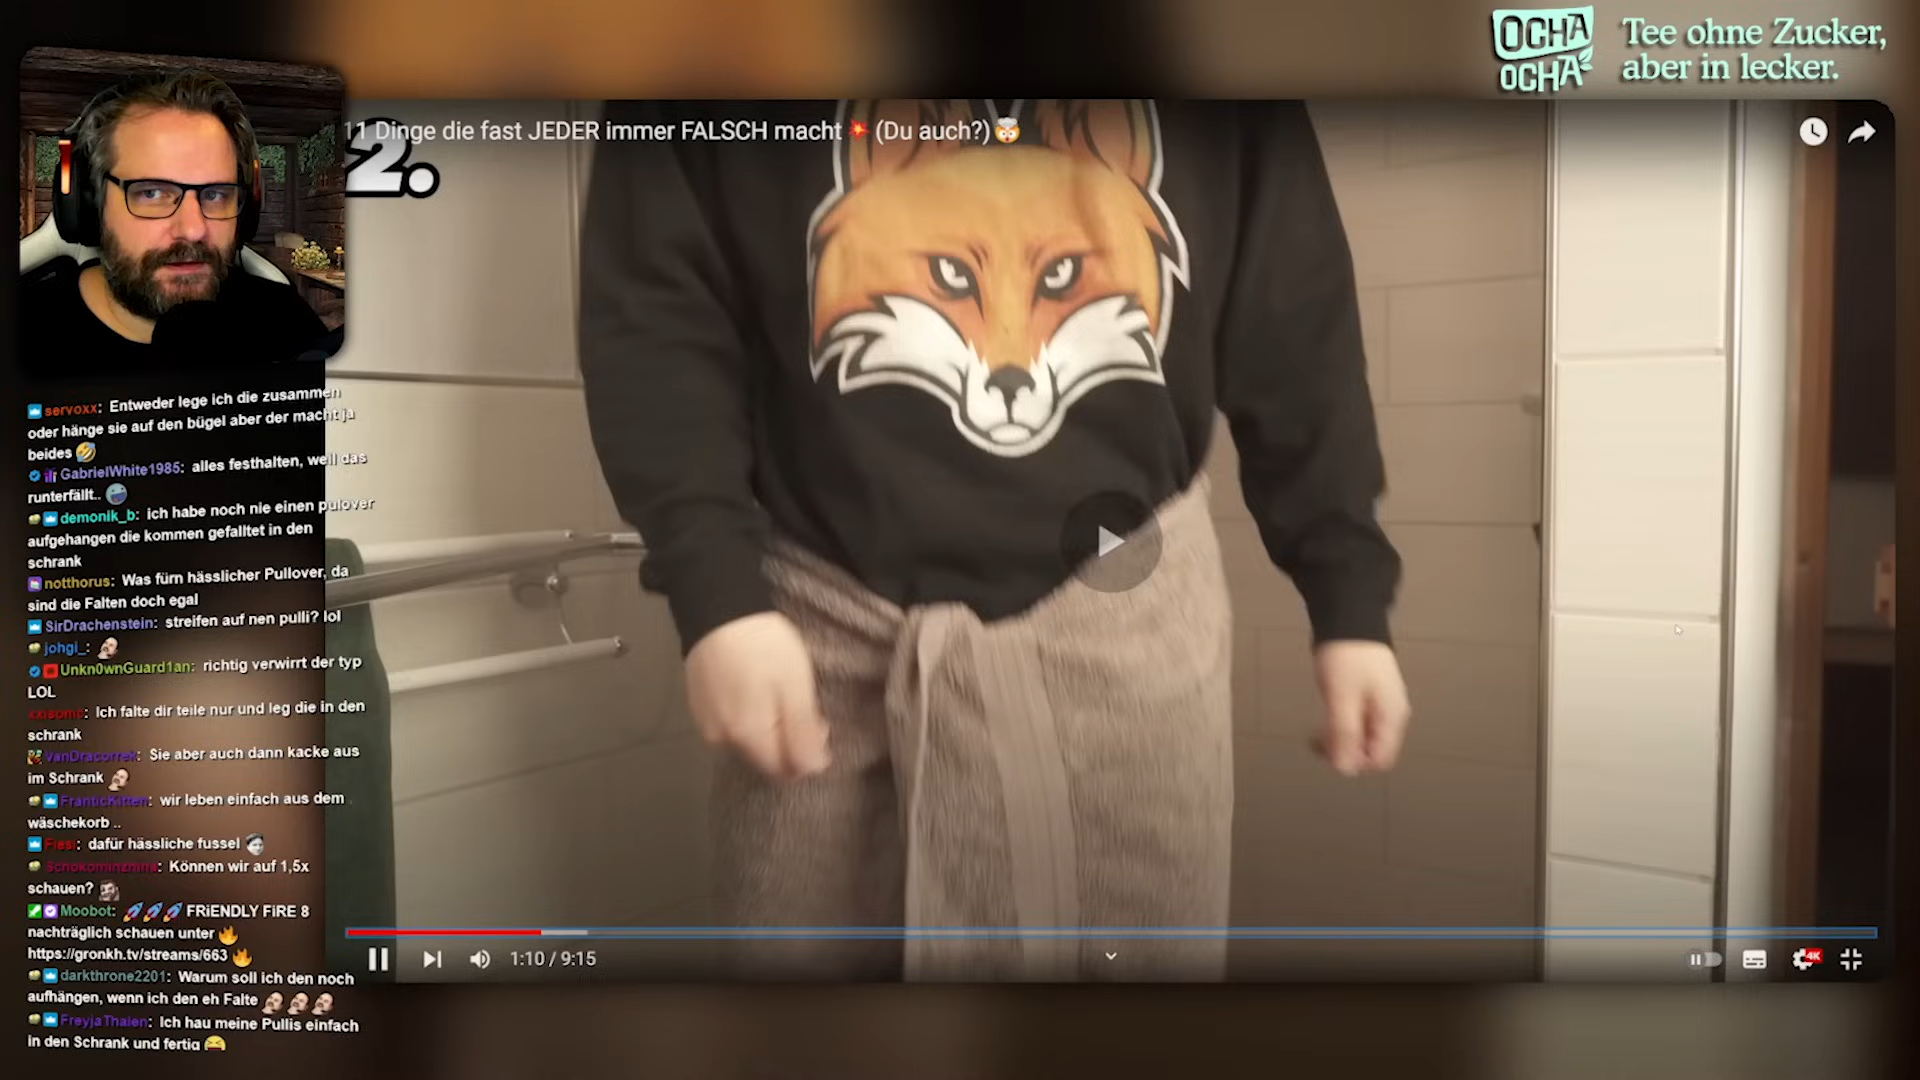 OCHA
OCHA
Tee ohne Zucker,
aber in lecker.
11 Dinge die fast JEDER immer FALSCH macht 💥 (Du auch?)🤯
2.
servoxx: Entweder lege ich die zusammen
oder hänge sie auf den bügel aber der macht ja
beides 🤣
GabrielWhite1985: alles festhalten, weil das
runterfällt..
demonik_b: ich habe noch nie einen pulover
aufgehangen die kommen gefalltet in den
schrank
notthorus: Was fürn hässlicher Pullover, da
sind die Falten doch egal
SirDrachenstein: streifen auf nen pulli? lol
johgi_:
Unkn0wnGuard1an: richtig verwirrt der typ
LOL
: Ich falte dir teile nur und leg die in den
schrank
VanDracorrek: Sie aber auch dann kacke aus
im Schrank
FranticKitten: wir leben einfach aus dem
wäschekorb ..
: dafür hässliche fussel
: Können wir auf 1,5x
schauen?
Moobot: 🚀🚀🚀 FRiENDLY FiRE 8
nachträglich schauen unter 🔥
https://gronkh.tv/streams/663 🔥
darkthrone2201: Warum soll ich den noch
aufhängen, wenn ich den eh Falte
FreyjaThalen: Ich hau meine Pullis einfach
in den Schrank und fertig 😝
1:10 / 9:15
4K